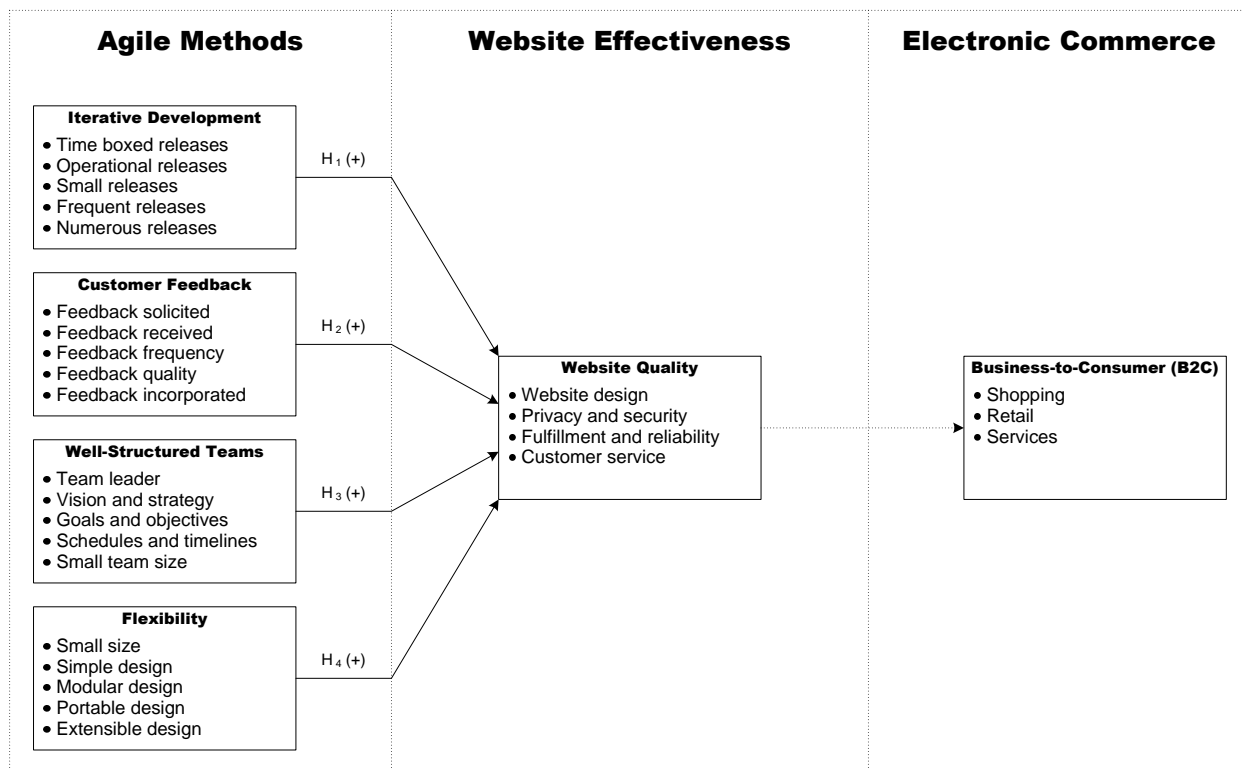 Agile Methods
Website Effectiveness
Electronic Commerce
Iterative Development
• Time boxed releases
• Operational releases
• Small releases
• Frequent releases
• Numerous releases
H 1 (+)
Customer Feedback
• Feedback solicited
• Feedback received
• Feedback frequency
• Feedback quality
• Feedback incorporated
H 2 (+)
Well-Structured Teams
• Team leader
• Vision and strategy
• Goals and objectives
• Schedules and timelines
• Small team size
H 3 (+)
Flexibility
• Small size
• Simple design
• Modular design
• Portable design
• Extensible design
H 4 (+)
Website Quality
• Website design
• Privacy and security
• Fulfillment and reliability
• Customer service
Business-to-Consumer (B2C)
• Shopping
• Retail
• Services